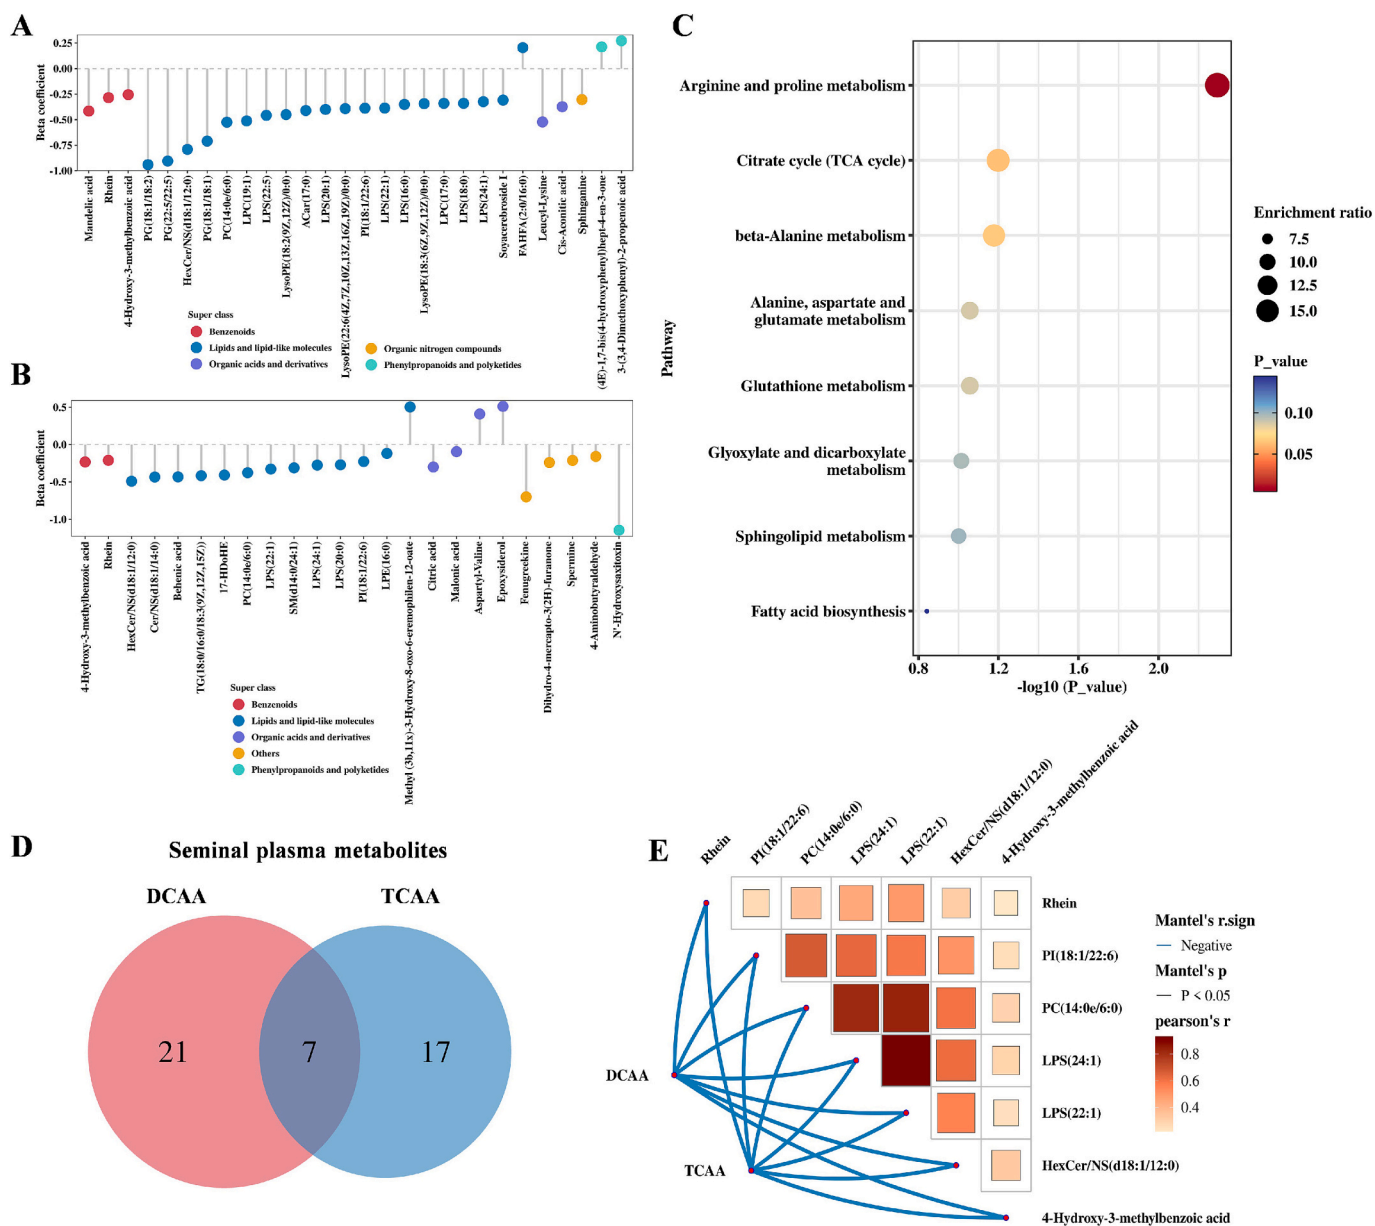 A
Beta coefficient
0.25
0.00
-0.25
-0.50
-0.75
-1.00
Mandelic acid
Rhein
4-Hydroxy-3-methylbenzoic acid
PG(18:1/18:2)
PG(22:5/22:5)
HexCer/NS(d18:1/12:0)
PG(18:1/18:1)
PC(14:0e/6:0)
LPC(19:1)
LPS(22:5)
LysoPE(18:2(9Z,12Z)/0:0)
ACar(17:0)
LPS(20:1)
LysoPE(22:6(4Z,7Z,10Z,13Z,16Z,19Z)/0:0)
PI(18:1/22:6)
LPS(22:1)
LPS(16:0)
LysoPE(18:3(6Z,9Z,12Z)/0:0)
LPC(17:0)
LPS(18:0)
LPS(24:1)
Soyacerebroside I
FAHFA(2:0/16:0)
Leucyl-Lysine
Cis-Aconitic acid
Sphinganine
(4E)-1,7-bis(4-hydroxyphenyl)hept-4-en-3-one
3-(3,4-Dimethoxyphenyl)-2-propenoic acid
Super class
Benzenoids
Lipids and lipid-like molecules
Organic acids and derivatives
Organic nitrogen compounds
Phenylpropanoids and polyketides
B
Beta coefficient
0.5
0.0
-0.5
-1.0
4-Hydroxy-3-methylbenzoic acid
Rhein
HexCer/NS(d18:1/12:0)
Cer/NS(d18:1/14:0)
Behenic acid
TG(18:0/16:0/18:3(9Z,12Z,15Z))
17-HDoHE
PC(14:0e/6:0)
LPS(22:1)
SM(d14:0/24:1)
LPS(24:1)
LPS(20:0)
PI(18:1/22:6)
LPE(16:0)
Methyl (3b,11x)-3-Hydroxy-8-oxo-6-eremophilen-12-oate
Citric acid
Malonic acid
Aspartyl-Valine
Epoxysiderol
Fenugreekine
Dihydro-4-mercapto-3(2H)-furanone
Spermine
4-Aminobutyraldehyde
N'-Hydroxysaxitoxin
Super class
Benzenoids
Lipids and lipid-like molecules
Organic acids and derivatives
Others
Phenylpropanoids and polyketides
C
Pathway
Arginine and proline metabolism
Citrate cycle (TCA cycle)
beta-Alanine metabolism
Alanine, aspartate and
glutamate metabolism
Glutathione metabolism
Glyoxylate and dicarboxylate
metabolism
Sphingolipid metabolism
Fatty acid biosynthesis
0.8
1.2
1.6
2.0
-log10 (P_value)
Enrichment ratio
7.5
10.0
12.5
15.0
P_value
0.10
0.05
D
Seminal plasma metabolites
DCAA
TCAA
21
7
17
E
Rhein
PI(18:1/22:6)
PC(14:0e/6:0)
LPS(24:1)
LPS(22:1)
HexCer/NS(d18:1/12:0)
4-Hydroxy-3-methylbenzoic acid
Rhein
PI(18:1/22:6)
PC(14:0e/6:0)
LPS(24:1)
LPS(22:1)
HexCer/NS(d18:1/12:0)
4-Hydroxy-3-methylbenzoic acid
DCAA
TCAA
Mantel's r.sign
Negative
Mantel's p
P < 0.05
pearson's r
0.8
0.6
0.4